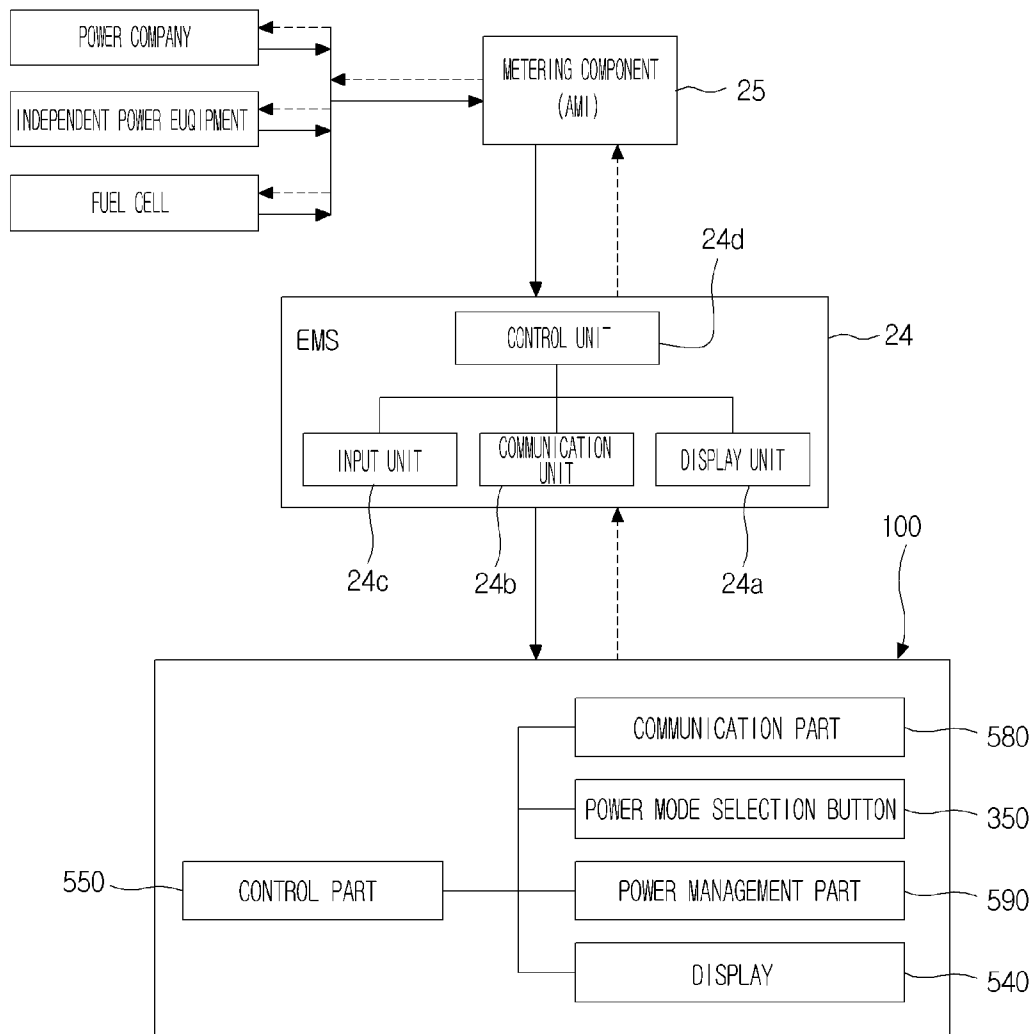 POWER COMPANY
METERING COMPONENT
(AMI)
25
INDEPENDENT POWER EUQIPMENT
FUEL CELL
24d
EMS
CONTROL UNIT
24
INPUT UNIT
COMMUNICATION
UNIT
DISPLAY UNIT
24c
24b
24a
100
COMMUNICATION PART
580
POWER MODE SELECTION BUTTON
350
550
CONTROL PART
POWER MANAGEMENT PART
590
DISPLAY
540